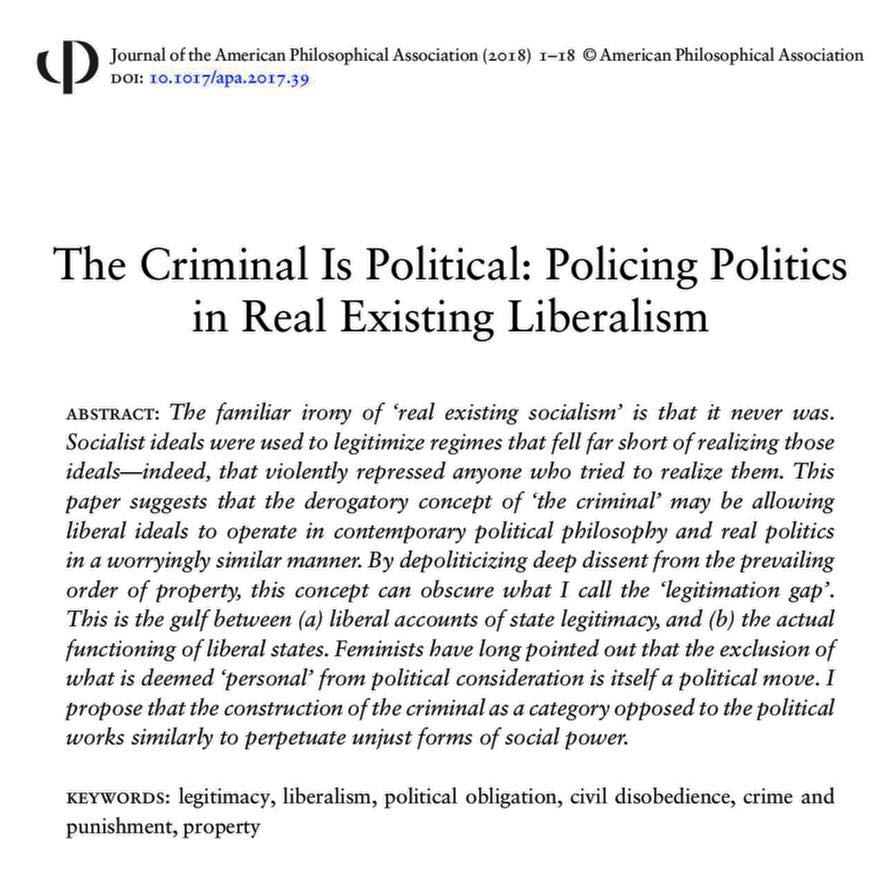 Journal of the American Philosophical Association (2018) 1–18 © American Philosophical Association
DOI: 10.1017/apa.2017.39
The Criminal Is Political: Policing Politics
in Real Existing Liberalism
ABSTRACT: The familiar irony of ‘real existing socialism’ is that it never was.
Socialist ideals were used to legitimize regimes that fell far short of realizing those
ideals—indeed, that violently repressed anyone who tried to realize them. This
paper suggests that the derogatory concept of ‘the criminal’ may be allowing
liberal ideals to operate in contemporary political philosophy and real politics
in a worryingly similar manner. By depoliticizing deep dissent from the prevailing
order of property, this concept can obscure what I call the ‘legitimation gap’.
This is the gulf between (a) liberal accounts of state legitimacy, and (b) the actual
functioning of liberal states. Feminists have long pointed out that the exclusion of
what is deemed ‘personal’ from political consideration is itself a political move. I
propose that the construction of the criminal as a category opposed to the political
works similarly to perpetuate unjust forms of social power.
KEYWORDS: legitimacy, liberalism, political obligation, civil disobedience, crime and
punishment, property